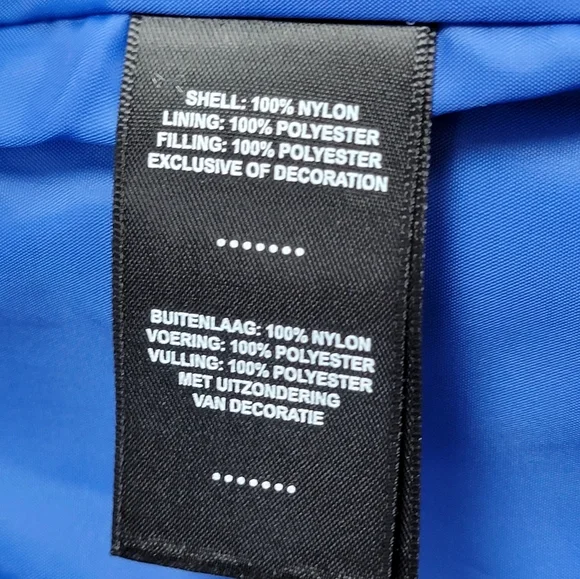 SHELL: 100% NYLON
LINING: 100% POLYESTER
FILLING: 100% POLYESTER
EXCLUSIVE OF DECORATION
.......
BUITENLAAG: 100% NYLON
VOERING: 100% POLYESTER
VULLING: 100% POLYESTER
MET UITZONDERING
VAN DECORATIE
.......